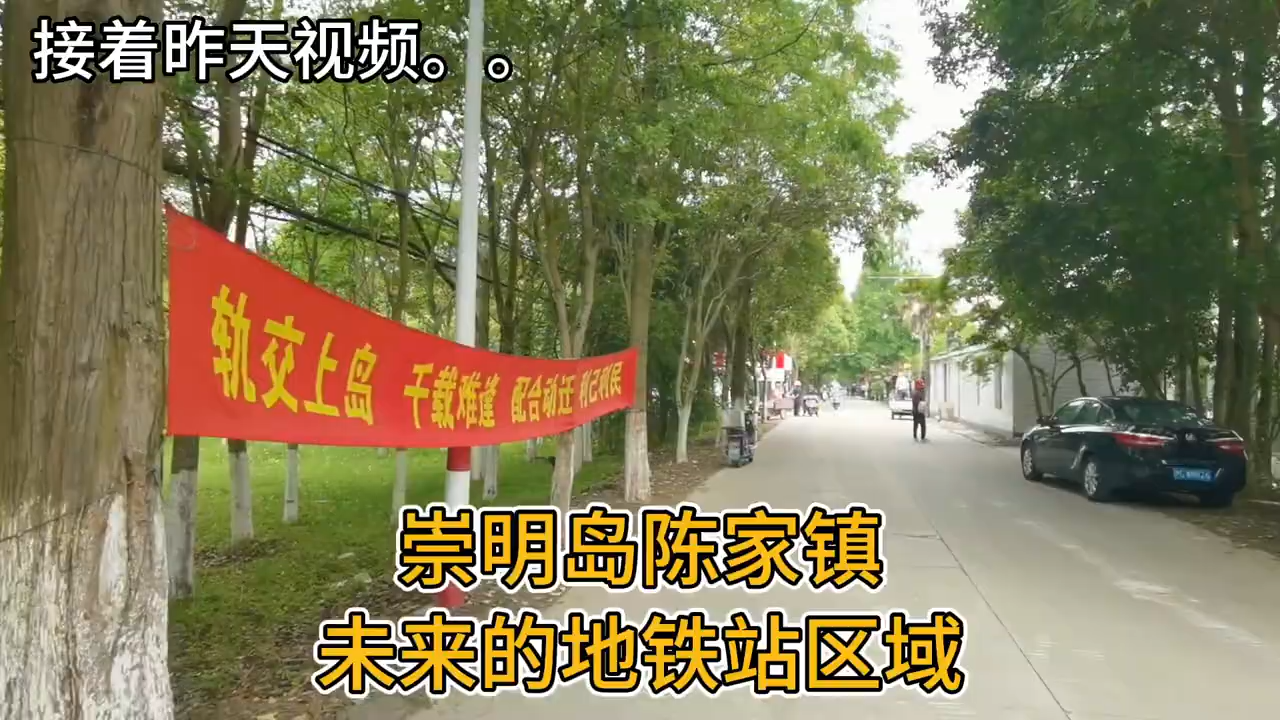 接着昨天视频。。
轨交上岛 千载难逢 配合动迁 利己利民
崇明岛陈家镇
未来的地铁站区域